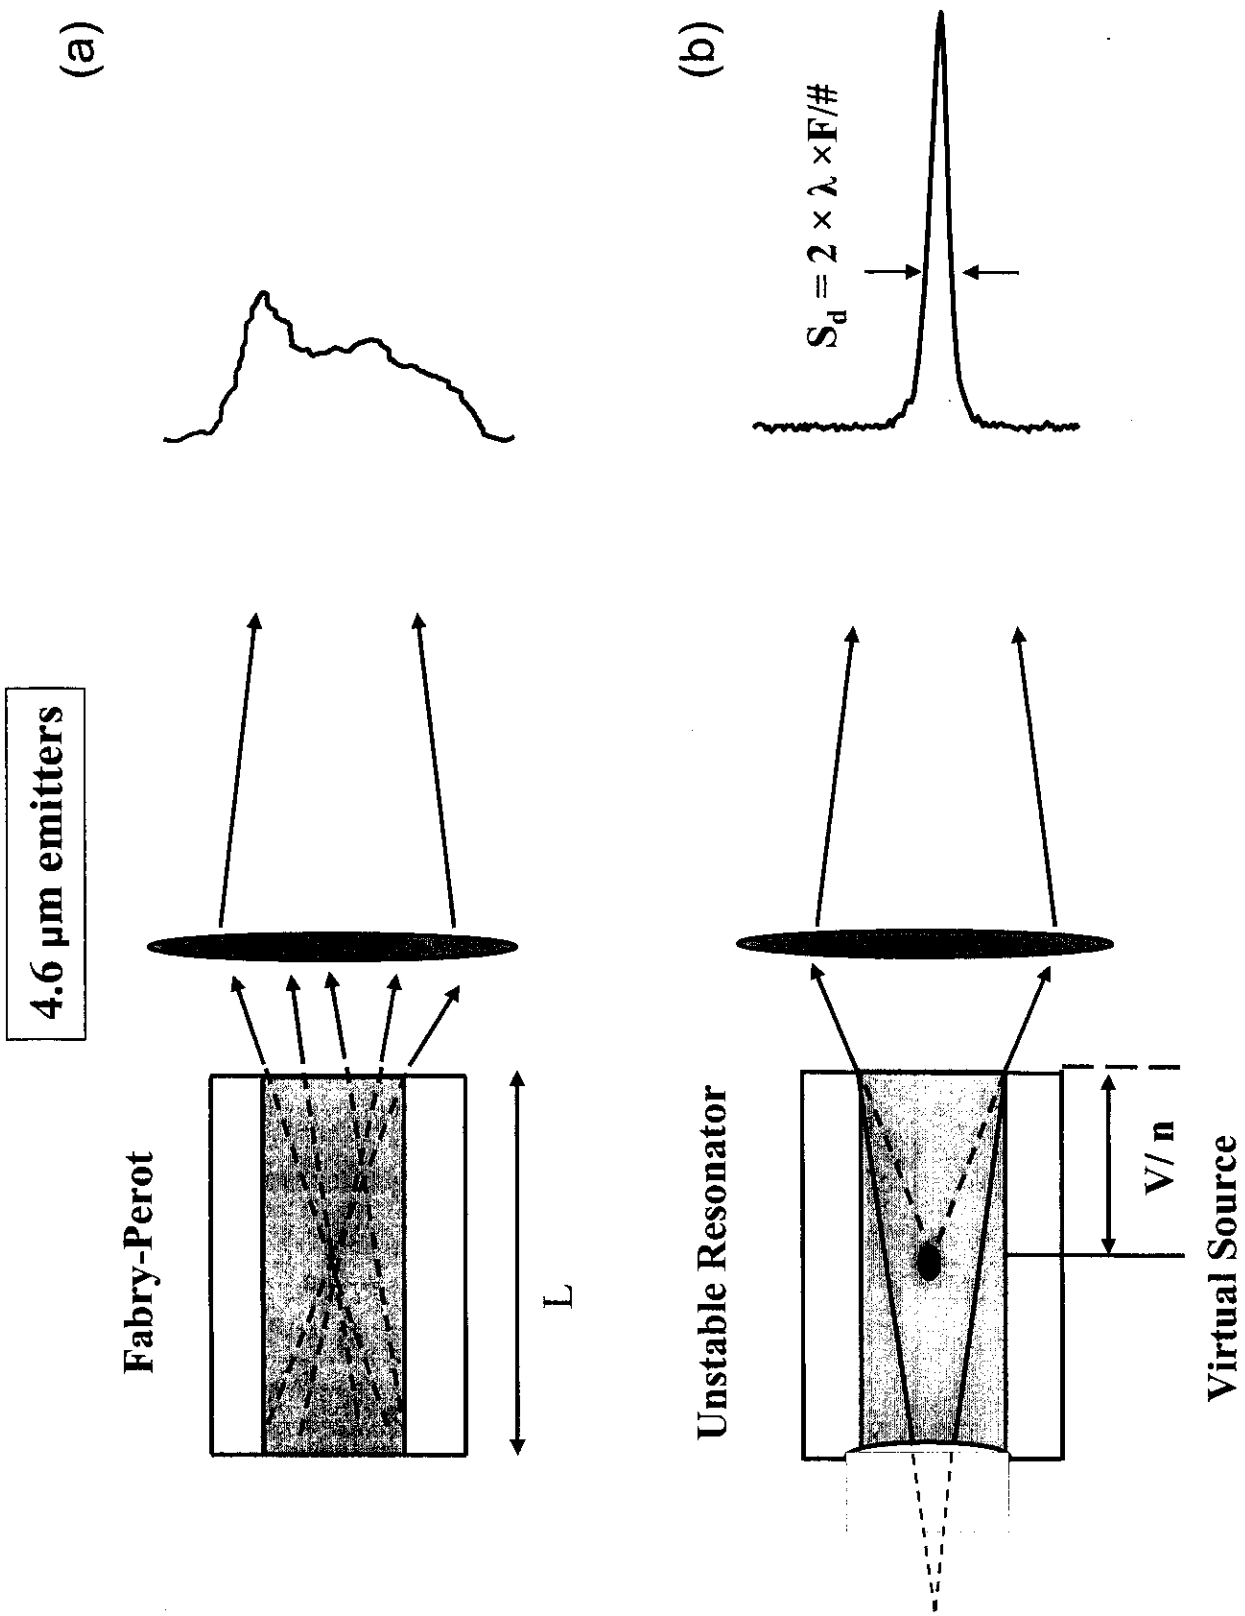 4.6 μm emitters
(a)
Fabry-Perot
L
(b)
Unstable Resonator
S_d = 2 × λ ×F/#
V/ n
Virtual Source